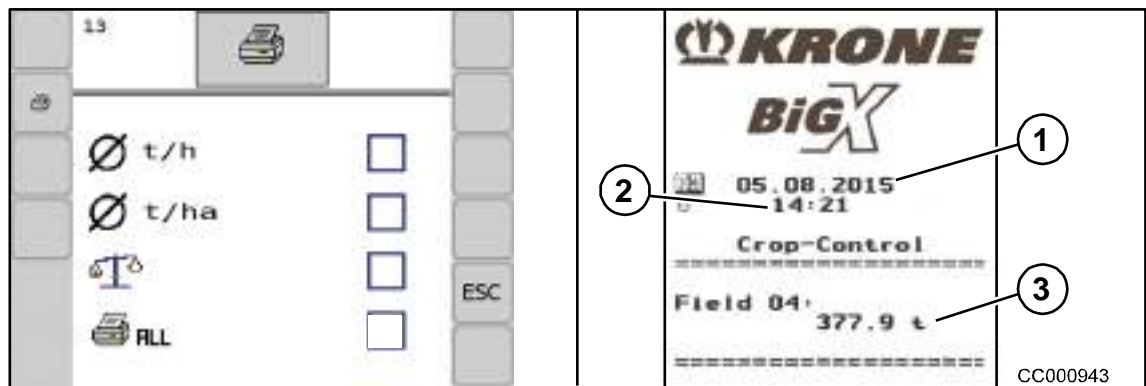 13
t/h
t/ha
ALL
ESC
KRONE
BiG X
1
05.08.2015
2
14:21
Crop-Control
====================
3
Field 04:
377.9 t
====================
CC000943